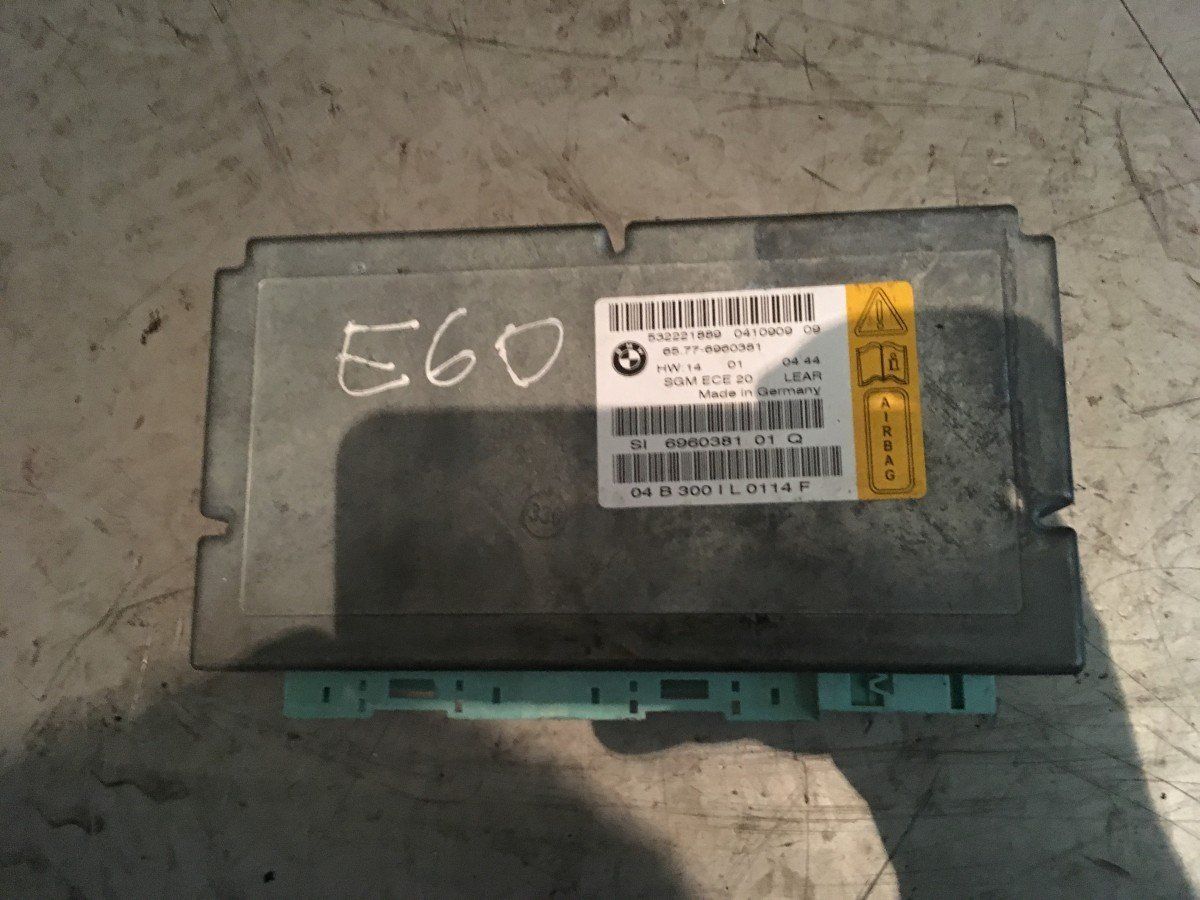 E60
532221889 0410909 09
65.77-6960381
HW:14 01 04 44
SGM ECE 20 LEAR
Made in Germany
SI 6960381 01 Q
04 B 300 I L 0114 F
AIRBAG